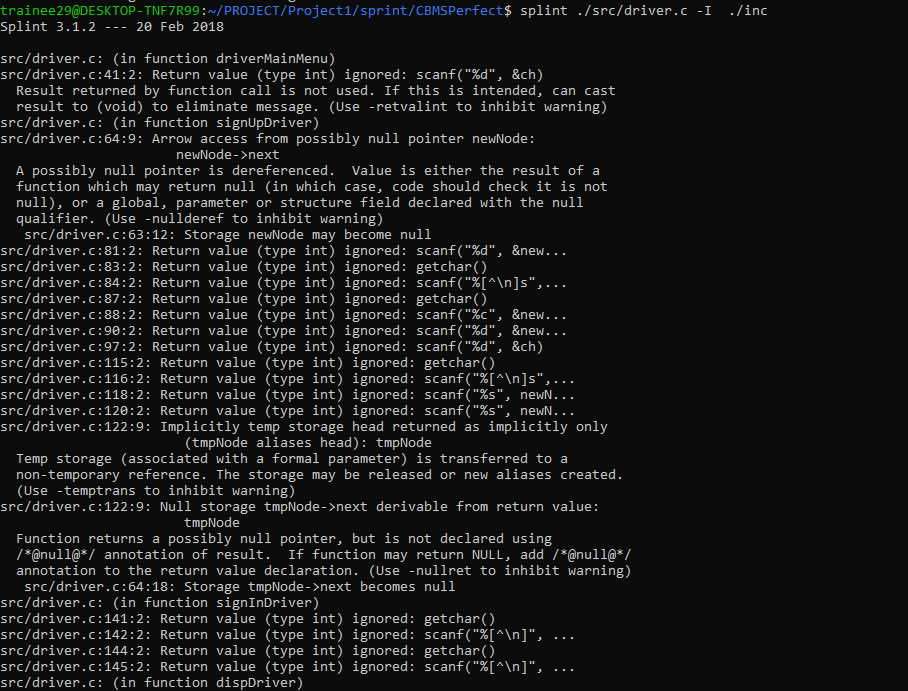 trainee29@DESKTOP-TNF7R99:~/PROJECT/Project1/sprint/CBMSPerfect$ splint ./src/driver.c -I  ./inc
Splint 3.1.2 --- 20 Feb 2018

src/driver.c: (in function driverMainMenu)
src/driver.c:41:2: Return value (type int) ignored: scanf("%d", &ch)
  Result returned by function call is not used. If this is intended, can cast
  result to (void) to eliminate message. (Use -retvalint to inhibit warning)
src/driver.c: (in function signUpDriver)
src/driver.c:64:9: Arrow access from possibly null pointer newNode:
                      newNode->next
  A possibly null pointer is dereferenced.  Value is either the result of a
  function which may return null (in which case, code should check it is not
  null), or a global, parameter or structure field declared with the null
  qualifier. (Use -nullderef to inhibit warning)
   src/driver.c:63:12: Storage newNode may become null
src/driver.c:81:2: Return value (type int) ignored: scanf("%d", &new...
src/driver.c:83:2: Return value (type int) ignored: getchar()
src/driver.c:84:2: Return value (type int) ignored: scanf("%[^\n]s",...
src/driver.c:87:2: Return value (type int) ignored: getchar()
src/driver.c:88:2: Return value (type int) ignored: scanf("%c", &new...
src/driver.c:90:2: Return value (type int) ignored: scanf("%d", &new...
src/driver.c:97:2: Return value (type int) ignored: scanf("%d", &ch)
src/driver.c:115:2: Return value (type int) ignored: getchar()
src/driver.c:116:2: Return value (type int) ignored: scanf("%[^\n]s",...
src/driver.c:118:2: Return value (type int) ignored: scanf("%s", newN...
src/driver.c:120:2: Return value (type int) ignored: scanf("%s", newN...
src/driver.c:122:9: Implicitly temp storage head returned as implicitly only
                       (tmpNode aliases head): tmpNode
  Temp storage (associated with a formal parameter) is transferred to a
  non-temporary reference. The storage may be released or new aliases created.
  (Use -temptrans to inhibit warning)
src/driver.c:122:9: Null storage tmpNode->next derivable from return value:
                       tmpNode
  Function returns a possibly null pointer, but is not declared using
  /*@null@*/ annotation of result.  If function may return NULL, add /*@null@*/
  annotation to the return value declaration. (Use -nullret to inhibit warning)
   src/driver.c:64:18: Storage tmpNode->next becomes null
src/driver.c: (in function signInDriver)
src/driver.c:141:2: Return value (type int) ignored: getchar()
src/driver.c:142:2: Return value (type int) ignored: scanf("%[^\n]", ...
src/driver.c:144:2: Return value (type int) ignored: getchar()
src/driver.c:145:2: Return value (type int) ignored: scanf("%[^\n]", ...
src/driver.c: (in function dispDriver)